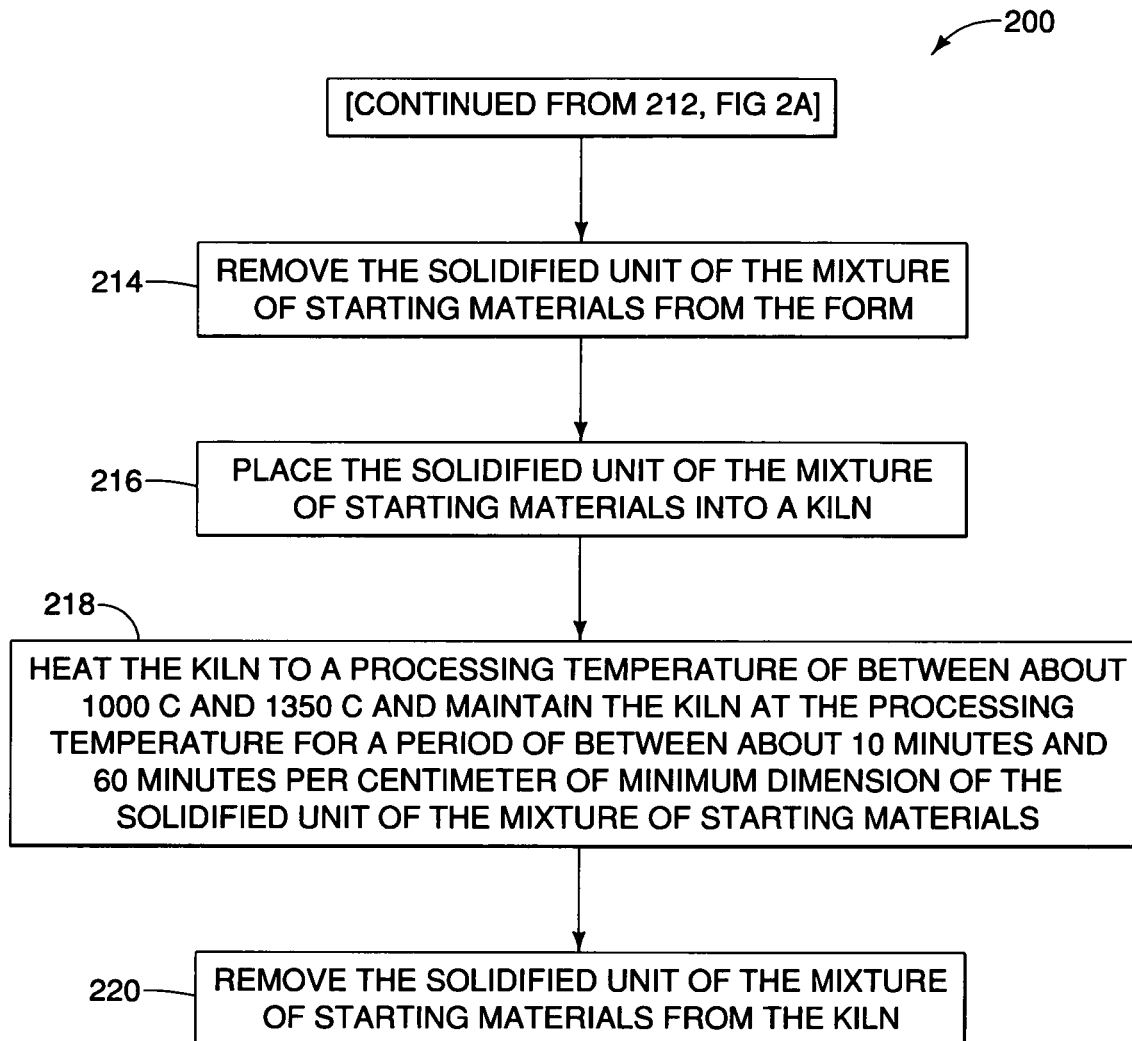 200
[CONTINUED FROM 212, FIG 2A]
214
REMOVE THE SOLIDIFIED UNIT OF THE MIXTURE
OF STARTING MATERIALS FROM THE FORM
216
PLACE THE SOLIDIFIED UNIT OF THE MIXTURE
OF STARTING MATERIALS INTO A KILN
218
HEAT THE KILN TO A PROCESSING TEMPERATURE OF BETWEEN ABOUT
1000 C AND 1350 C AND MAINTAIN THE KILN AT THE PROCESSING
TEMPERATURE FOR A PERIOD OF BETWEEN ABOUT 10 MINUTES AND
60 MINUTES PER CENTIMETER OF MINIMUM DIMENSION OF THE
SOLIDIFIED UNIT OF THE MIXTURE OF STARTING MATERIALS
220
REMOVE THE SOLIDIFIED UNIT OF THE MIXTURE
OF STARTING MATERIALS FROM THE KILN